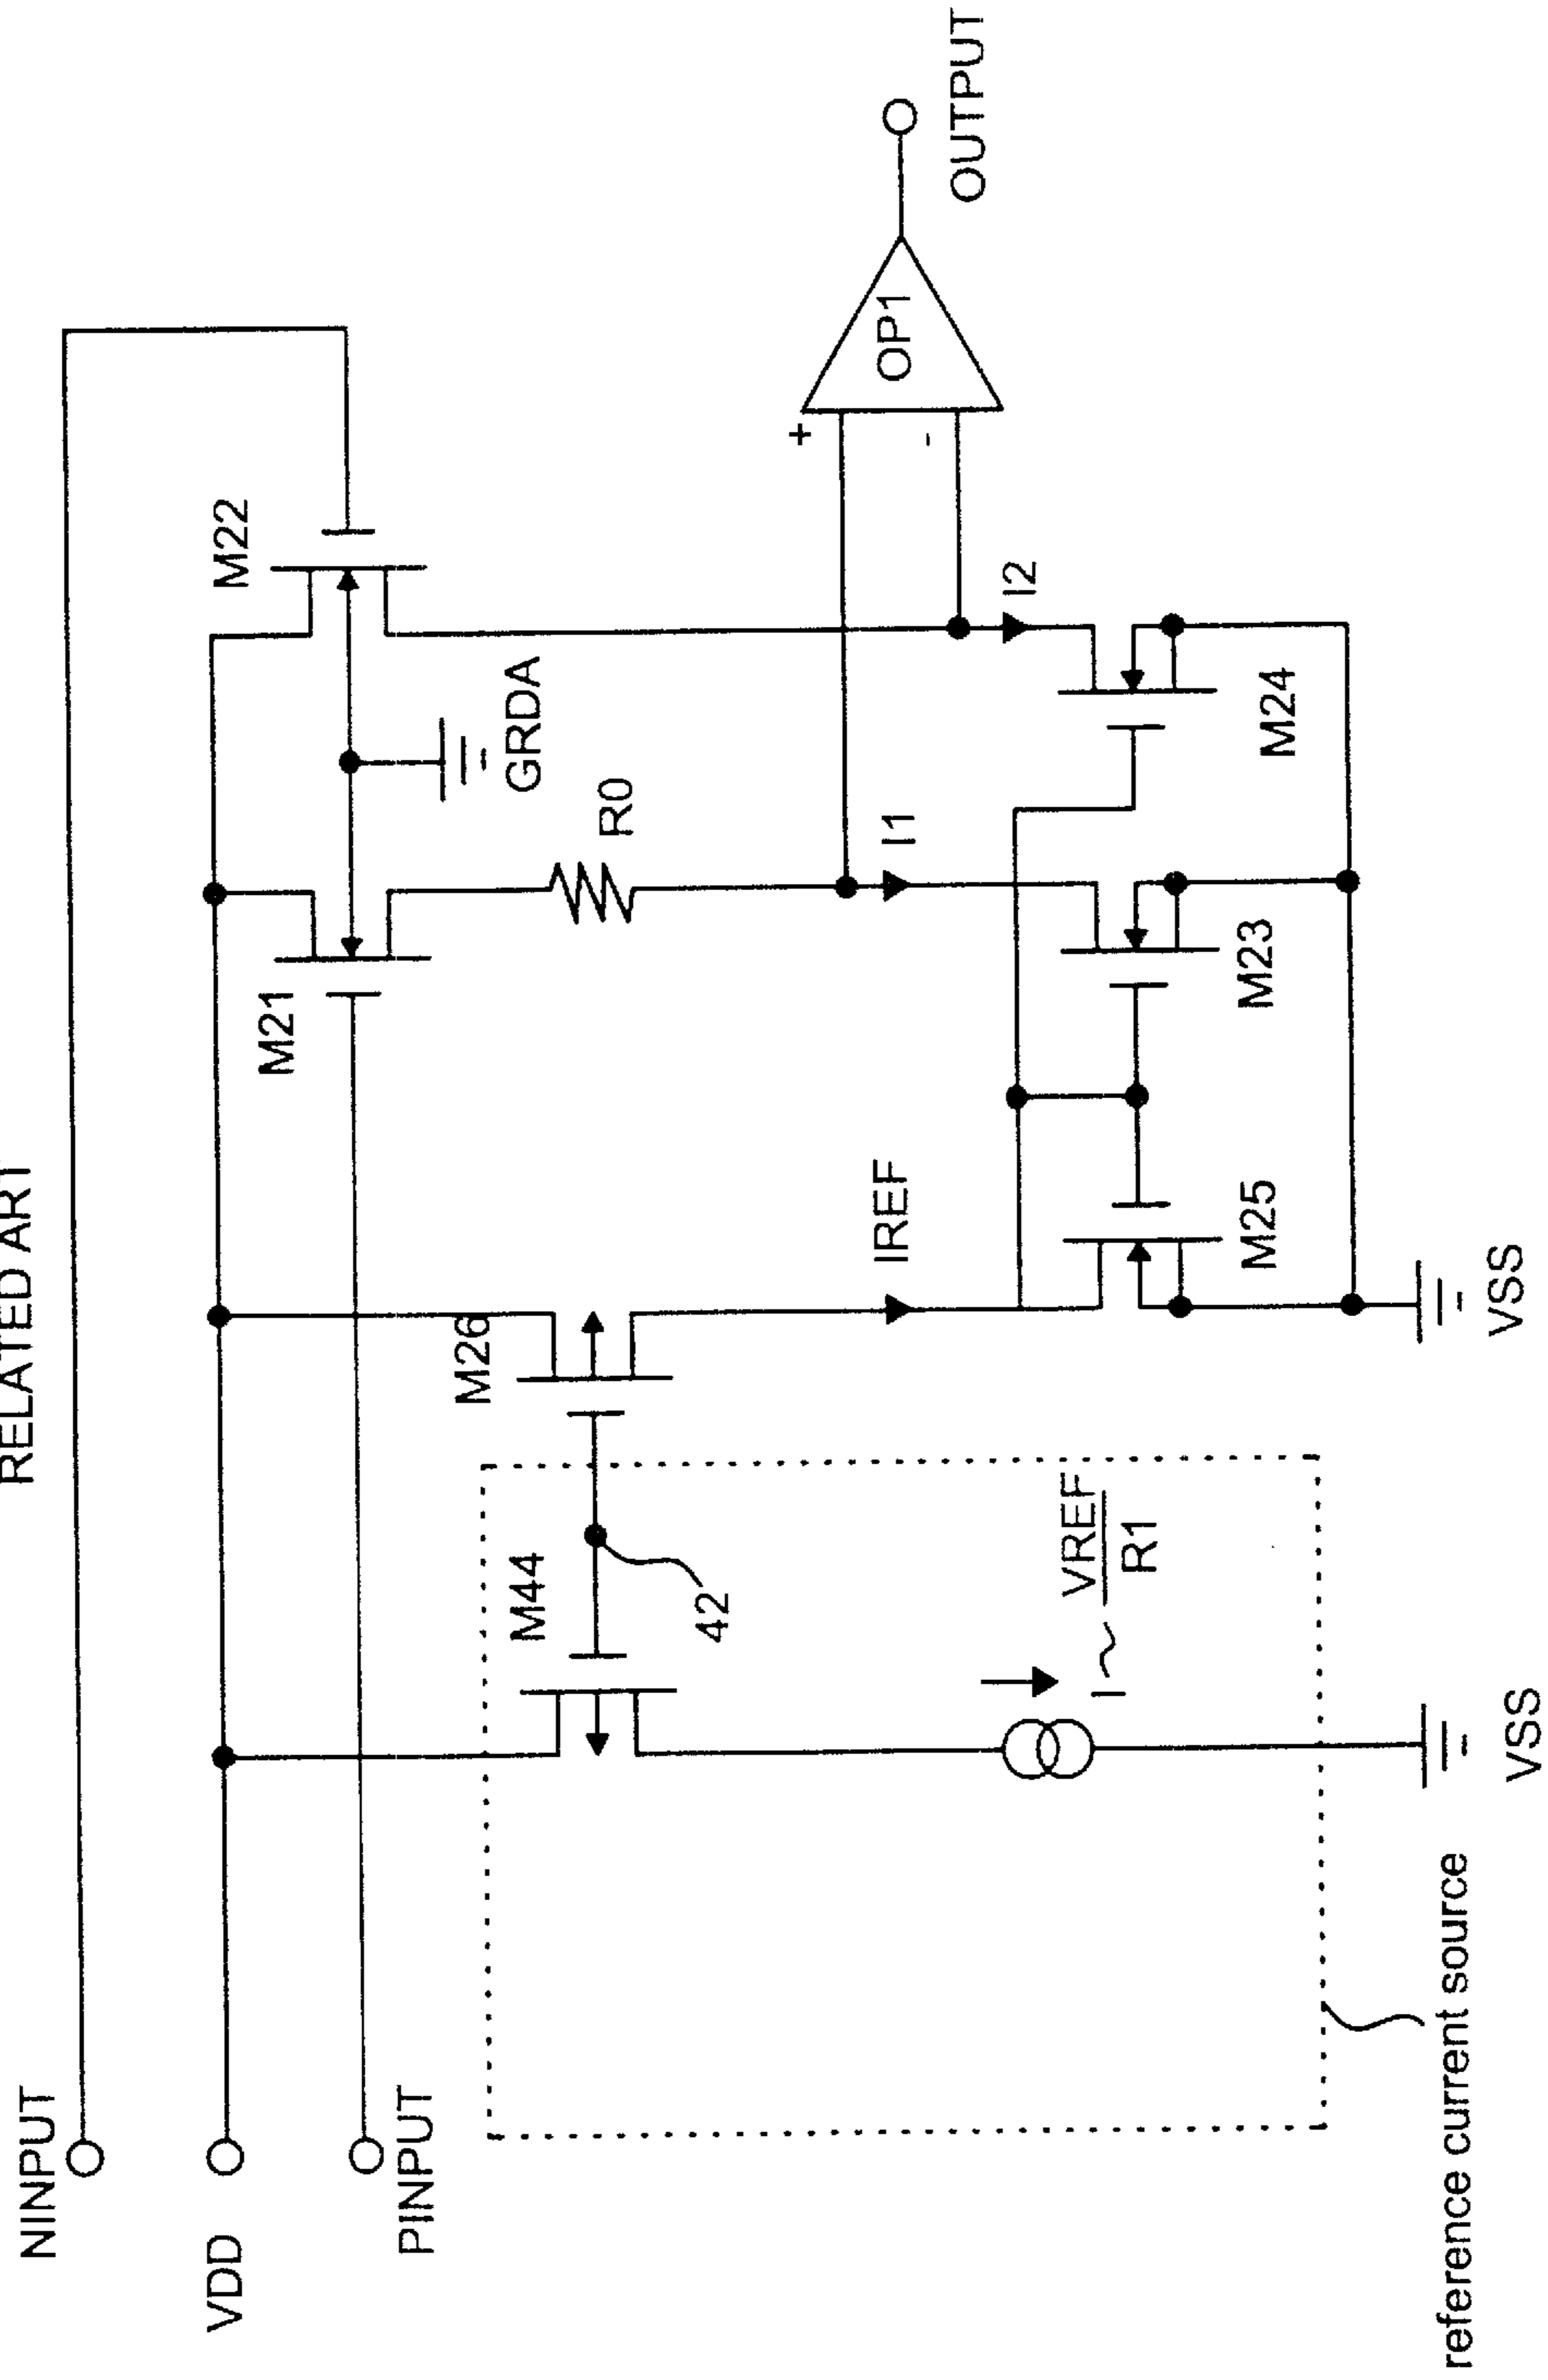 RELATED ART
NINPUT
VDD
PINPUT
M22
M21
GRDA
R0
M26
M44
42
IREF
I1
I2
+
-
OP1
OUTPUT
I
VREF
R1
M25
M23
M24
VSS
VSS
reference current source